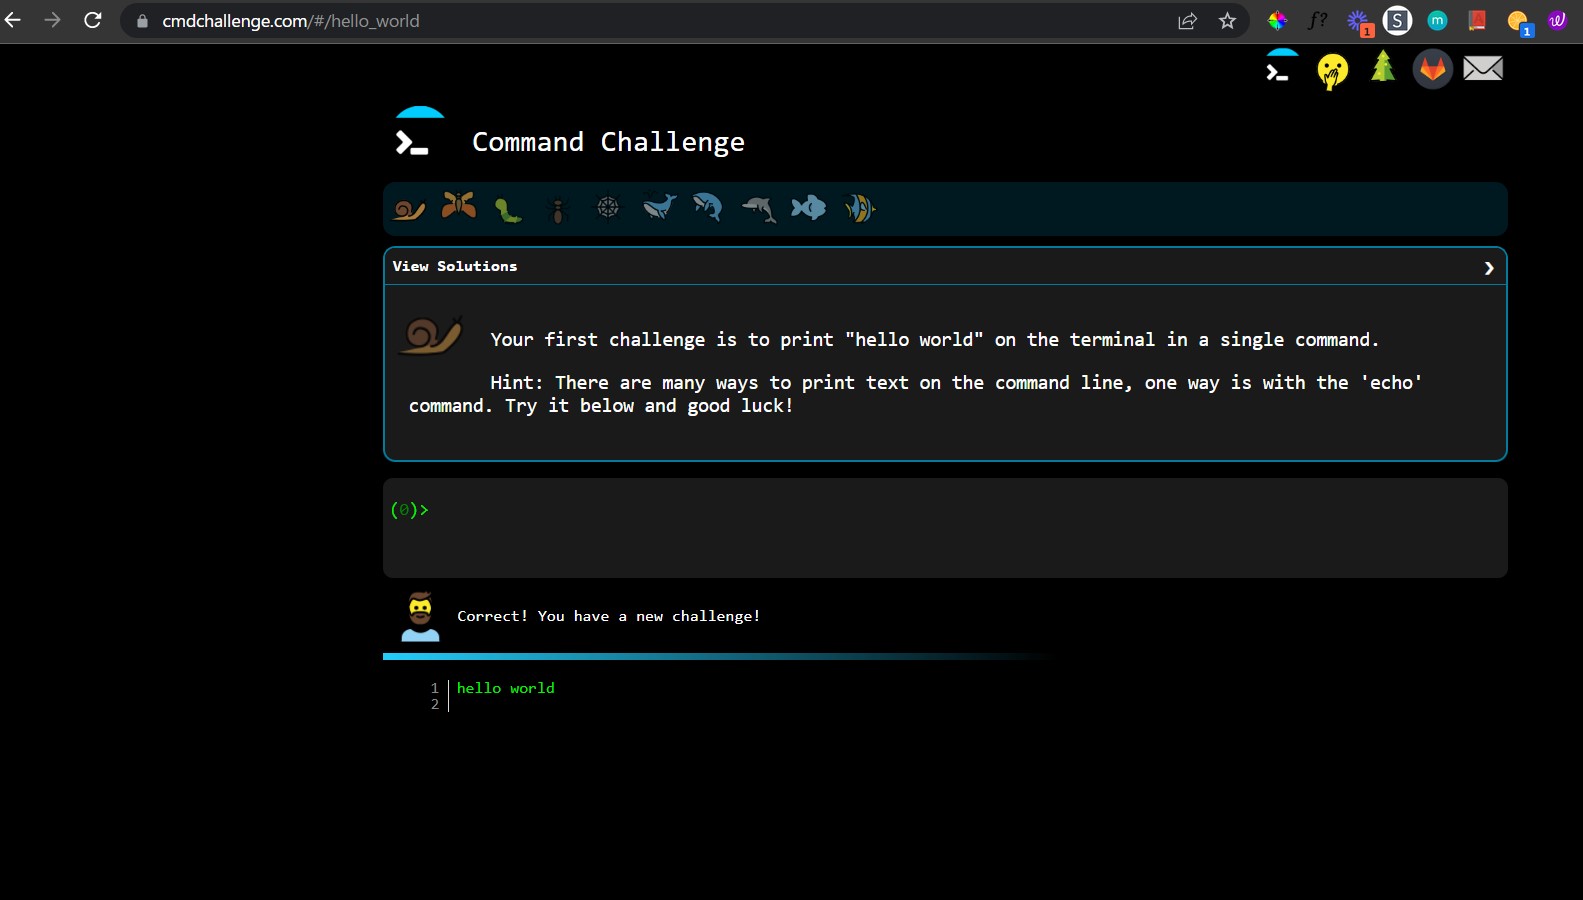 cmdchallenge.com/#/hello_world
f?
1
S
m
A
1
w
Command Challenge
View Solutions
Your first challenge is to print "hello world" on the terminal in a single command.
Hint: There are many ways to print text on the command line, one way is with the 'echo'
command. Try it below and good luck!
(0)>
Correct! You have a new challenge!
1 hello world
2